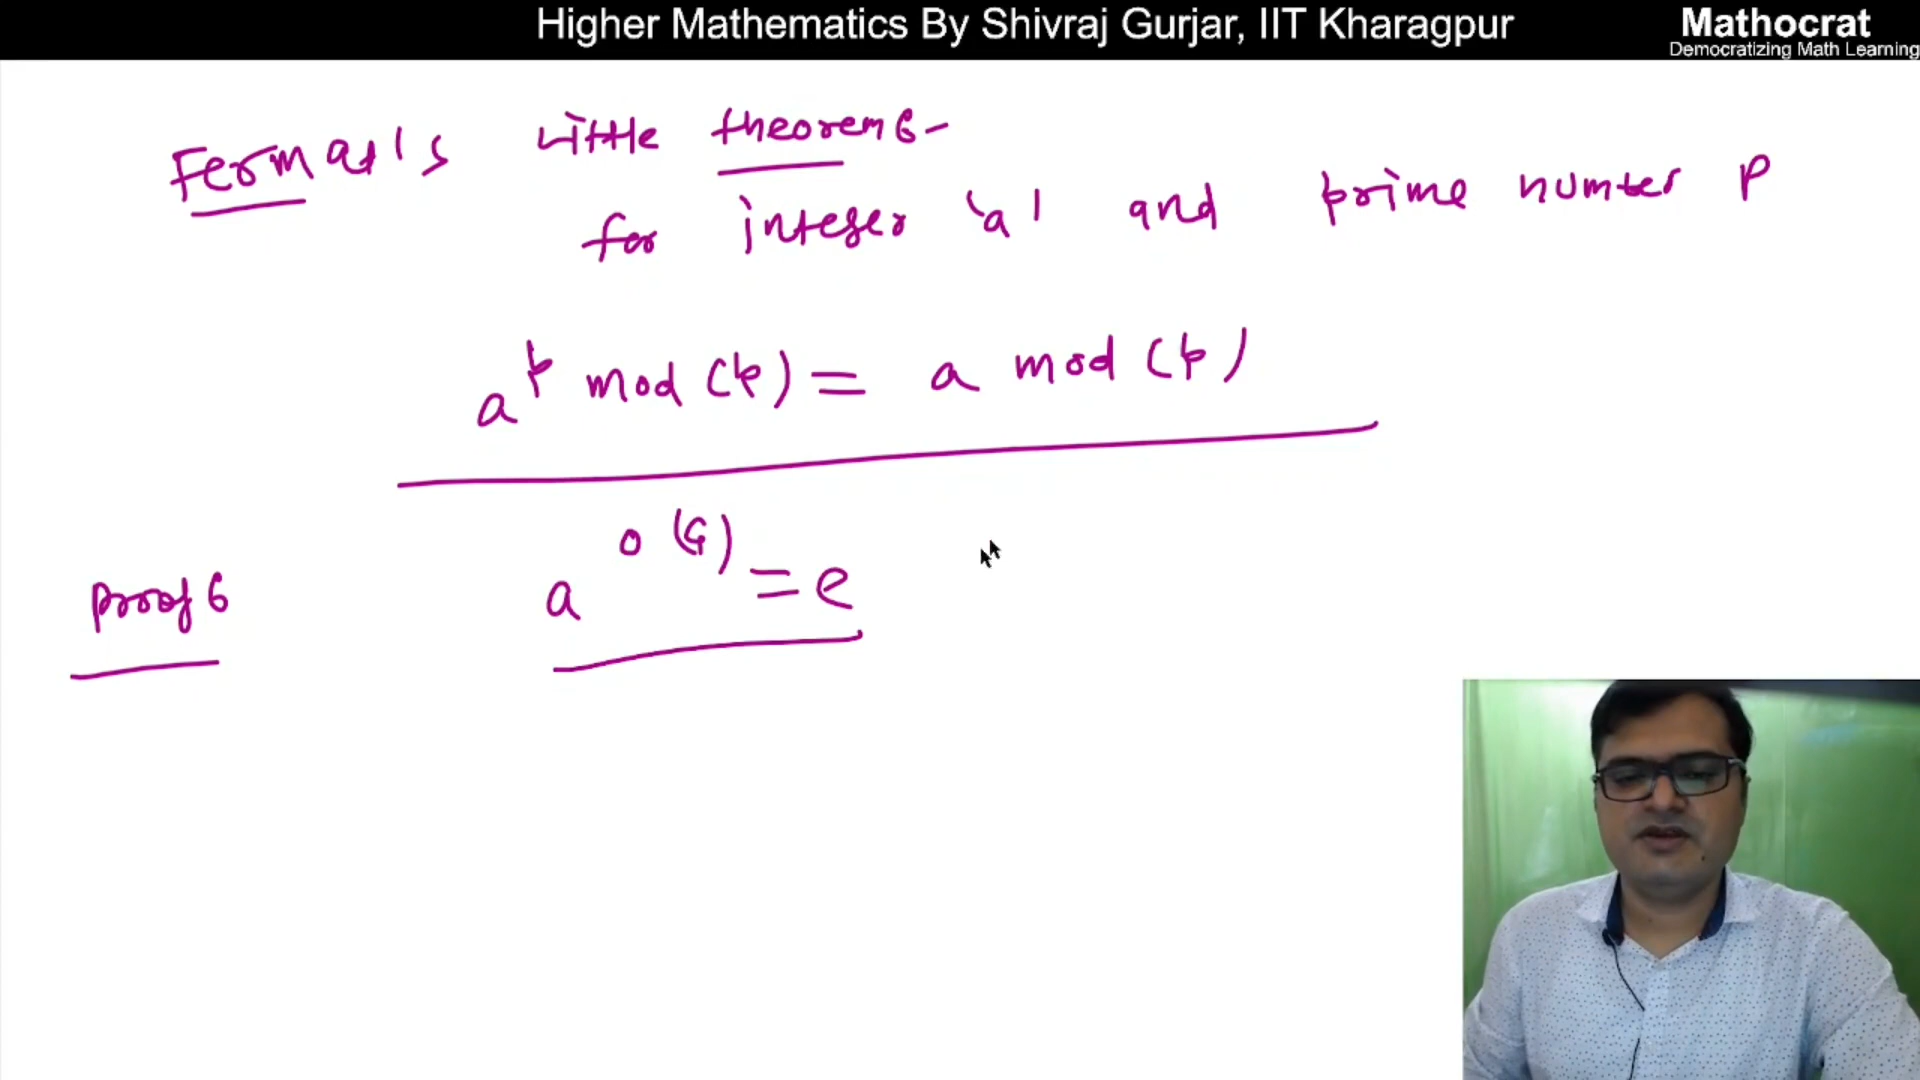 Higher Mathematics By Shivraj Gurjar, IIT Kharagpur
Mathocrat
Democratizing Math Learning
Fermat's Little theorem:-
for integer 'a' and prime number P
a^p mod (p) = a mod (p)
Proof: a^o(G) = e